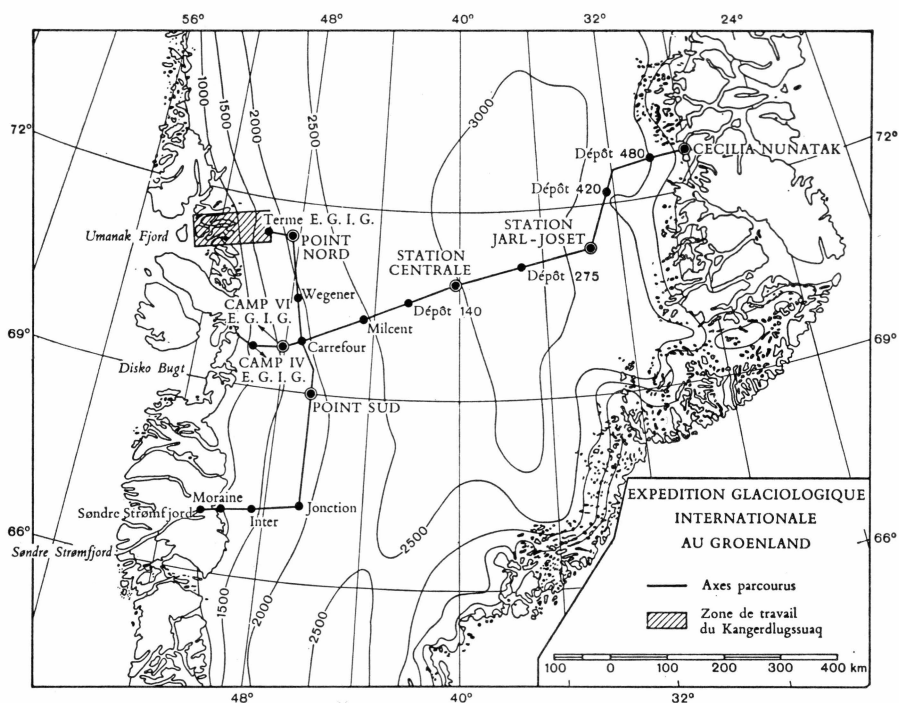 56° 48° 40° 32° 24°
1000
1500
2000
2500
3000
72°
72°
CECILIA NUNATAK
Dépôt 480
Dépôt 420
Terme E. G. I. G.
Umanak Fjord
POINT
NORD
STATION
JARL-JOSET
STATION
CENTRALE
Dépôt 275
Wegener
CAMP VI
E. G. I. G.
Dépôt 140
Milcent
69°
Carrefour
69°
Disko Bugt
CAMP IV
E. G. I. G.
POINT SUD
Moraine
Søndre Strømfjord
Inter
Jonction
66°
Søndre Strømfjord
2500
66°
1500
2000
2500
EXPEDITION GLACIOLOGIQUE
INTERNATIONALE
AU GROENLAND
Axes parcourus
Zone de travail
du Kangerdlugssuaq
100 0 100 200 300 400 km
48° 40° 32°